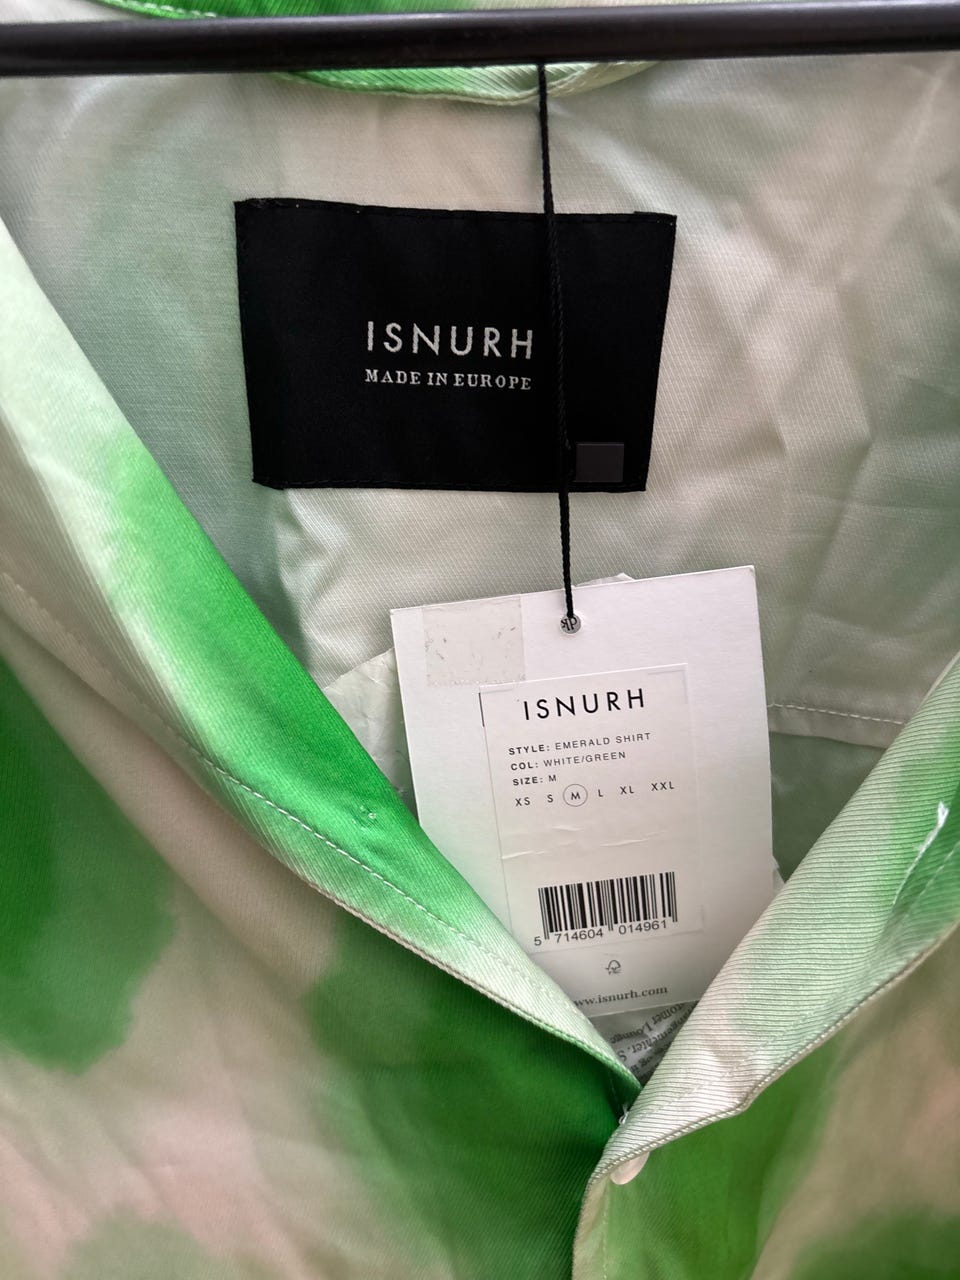 ISNURH
MADE IN EUROPE
ISNURH
STYLE: EMERALD SHIRT
COL: WHITE/GREEN
SIZE: M
XS S M L XL XXL
5 714604 014961
www.isnurh.com